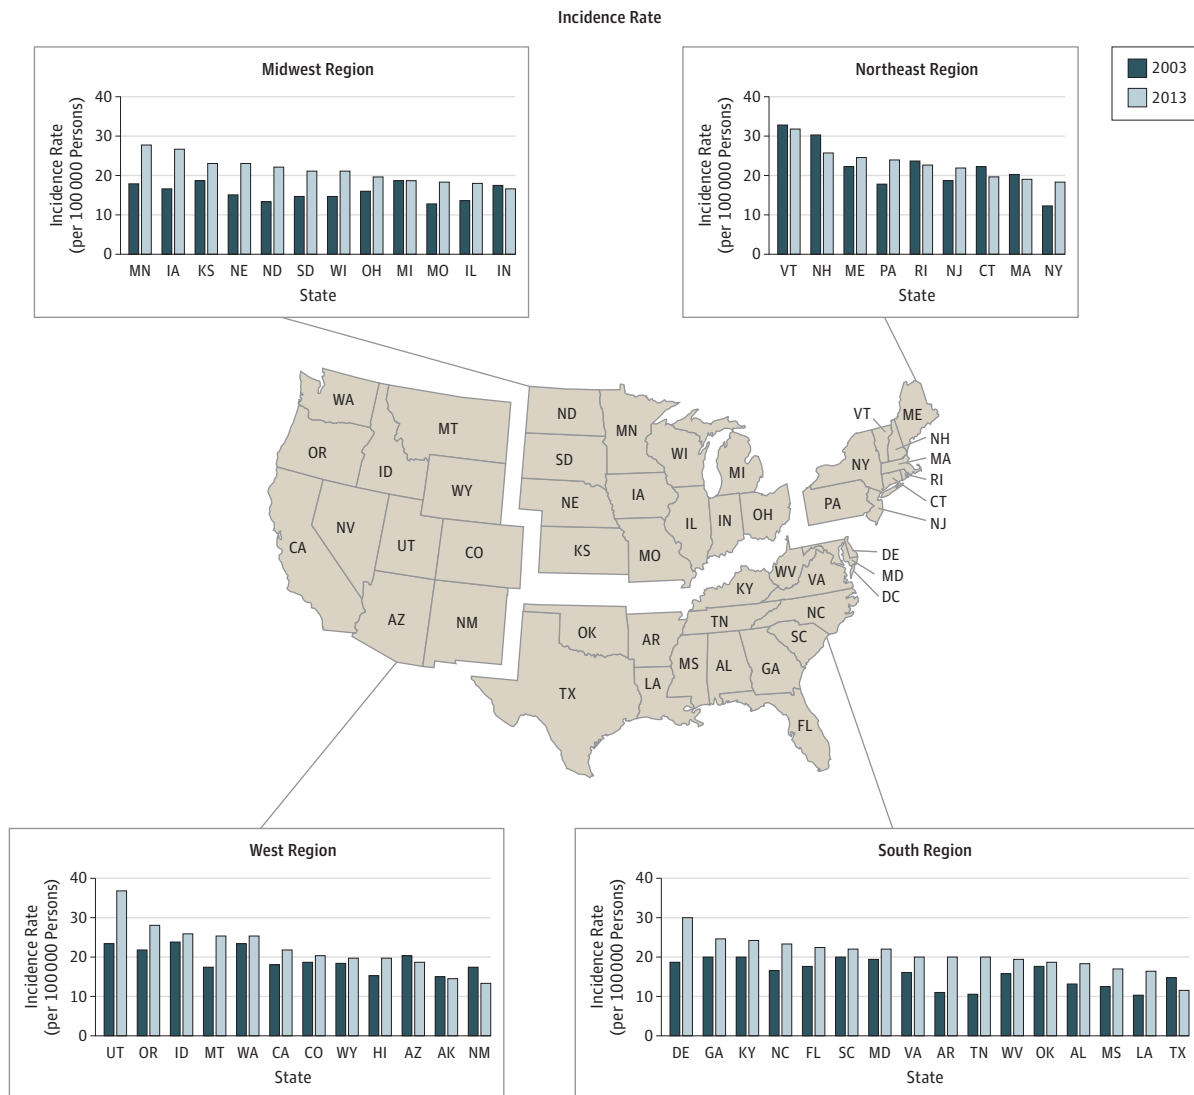 Incidence Rate
Midwest Region
40
30
20
10
0
Incidence Rate
(per 100 000 Persons)
MN IA KS NE ND SD WI OH MI MO IL IN
State
Northeast Region
40
30
20
10
0
Incidence Rate
(per 100 000 Persons)
VT NH ME PA RI NJ CT MA NY
State
2003
2013
WA
MT
ND
MN
VT
ME
OR
ID
SD
WI
MI
NY
NH
MA
RI
CT
NJ
WY
NE
IA
PA
NV
UT
CO
CA
KS
MO
IL
IN
OH
DE
MD
DC
WV
VA
KY
AZ
NM
OK
AR
TN
NC
SC
MS
AL
GA
TX
LA
FL
West Region
40
30
20
10
0
Incidence Rate
(per 100 000 Persons)
UT OR ID MT WA CA CO WY HI AZ AK NM
State
South Region
40
30
20
10
0
Incidence Rate
(per 100 000 Persons)
DE GA KY NC FL SC MD VA AR TN WV OK AL MS LA TX
State